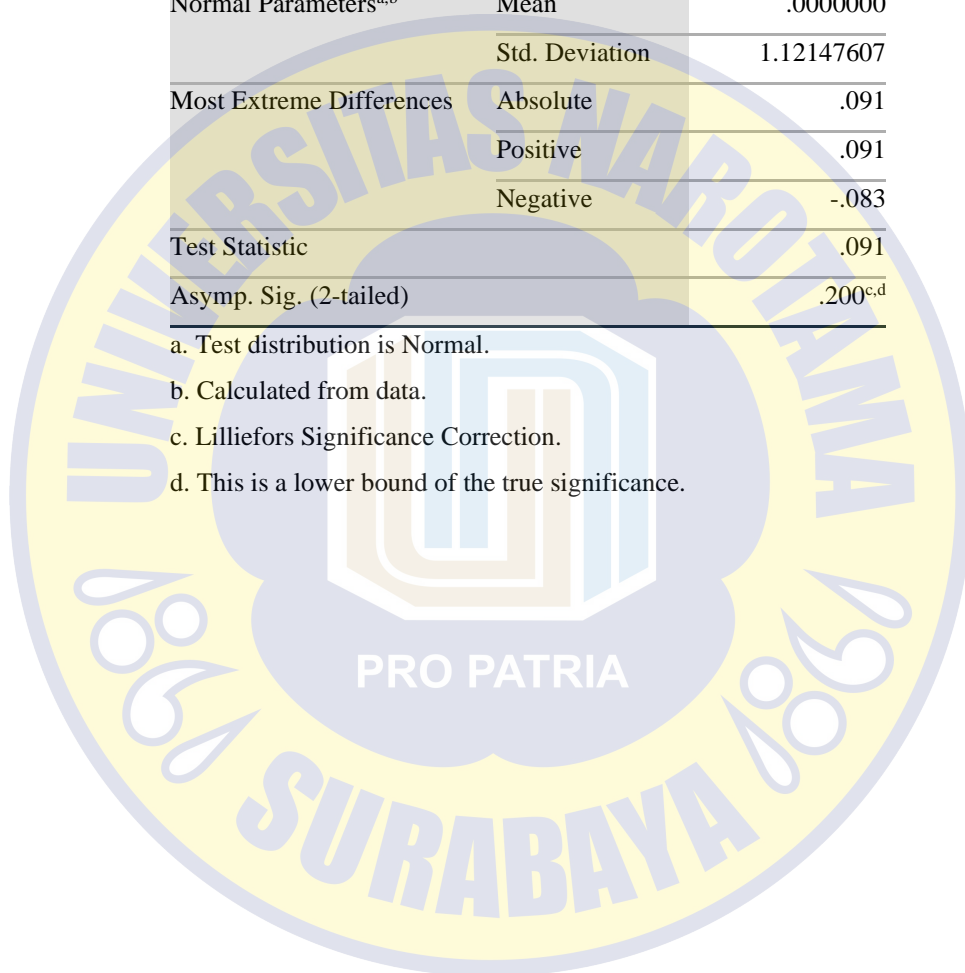 Normal Parametersa,b Mean .0000000
Std. Deviation 1.12147607
Most Extreme Differences Absolute .091
Positive .091
Negative -.083
Test Statistic .091
Asymp. Sig. (2-tailed) .200c,d
a. Test distribution is Normal.
b. Calculated from data.
c. Lilliefors Significance Correction.
d. This is a lower bound of the true significance.
UNIVERSITAS NAROTAMA
PRO PATRIA
SURABAYA